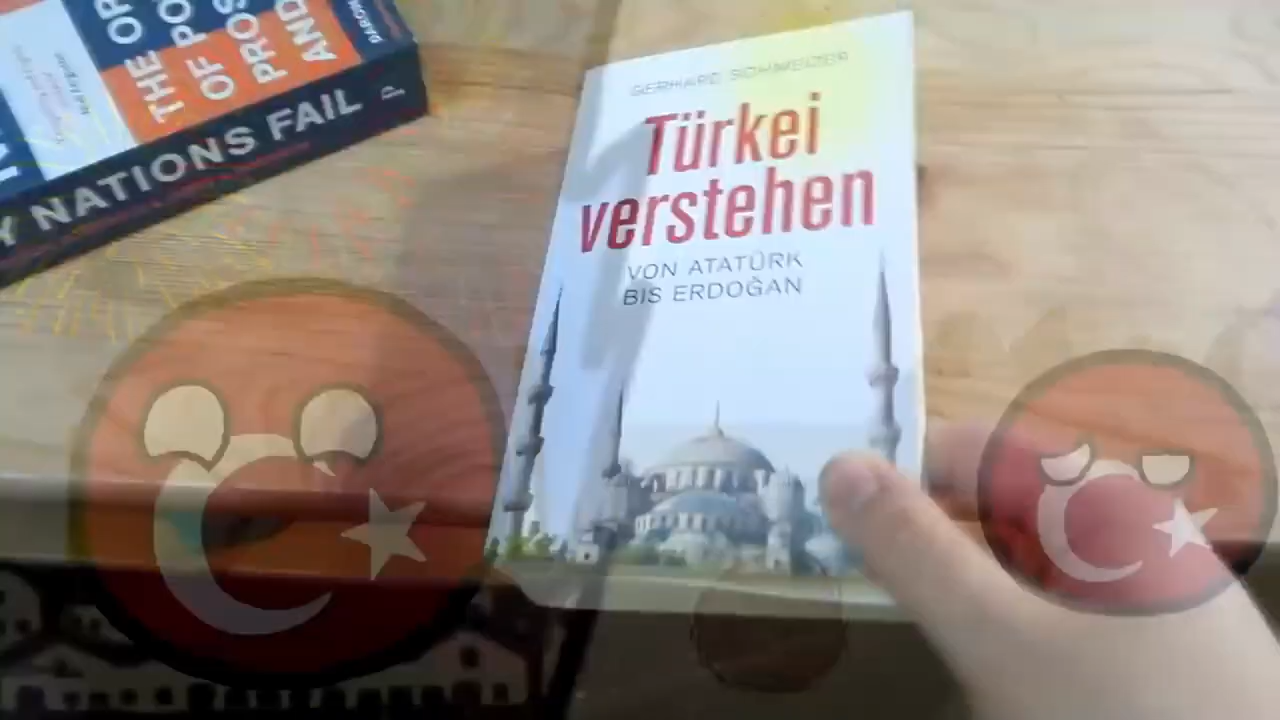 THE OR
OF PO
PROS
AND
Y NATIONS FAIL
GERHARD SCHWEIZER
Türkei
verstehen
VON ATATÜRK
BIS ERDOĞAN